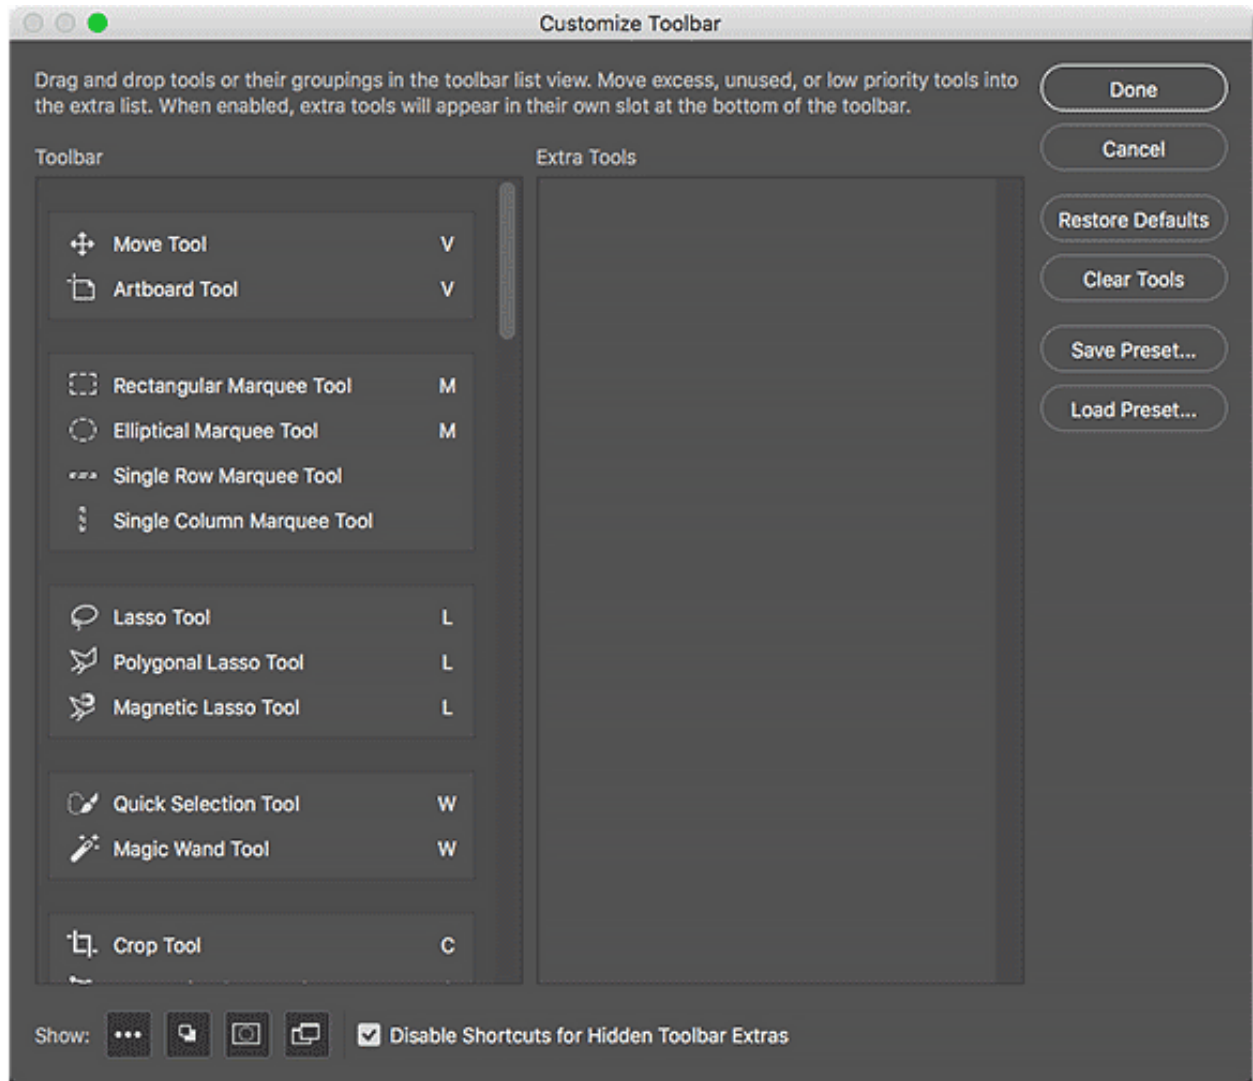 Customize Toolbar
Drag and drop tools or their groupings in the toolbar list view. Move excess, unused, or low priority tools into
the extra list. When enabled, extra tools will appear in their own slot at the bottom of the toolbar.
Done
Cancel
Restore Defaults
Clear Tools
Save Preset...
Load Preset...
Toolbar
Extra Tools
Move Tool V
Artboard Tool V
Rectangular Marquee Tool M
Elliptical Marquee Tool M
Single Row Marquee Tool
Single Column Marquee Tool
Lasso Tool L
Polygonal Lasso Tool L
Magnetic Lasso Tool L
Quick Selection Tool W
Magic Wand Tool W
Crop Tool C
Show:
Disable Shortcuts for Hidden Toolbar Extras